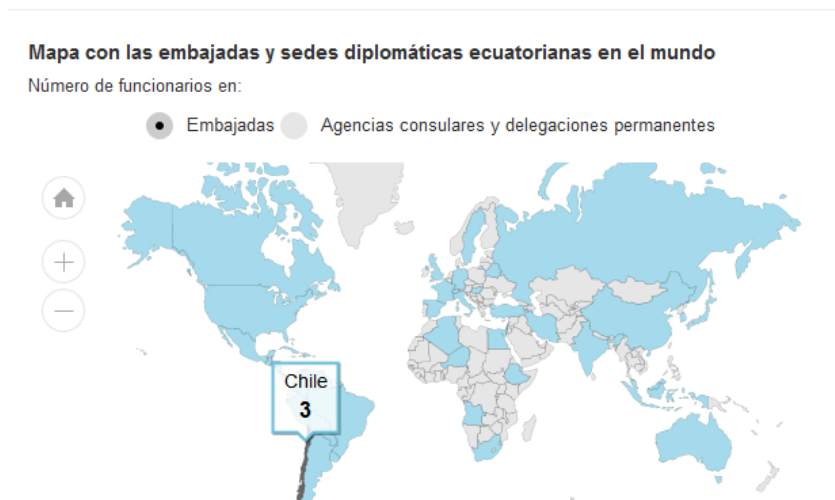 Mapa con las embajadas y sedes diplomáticas ecuatorianas en el mundo
Número de funcionarios en:
Embajadas Agencias consulares y delegaciones permanentes
Chile
3